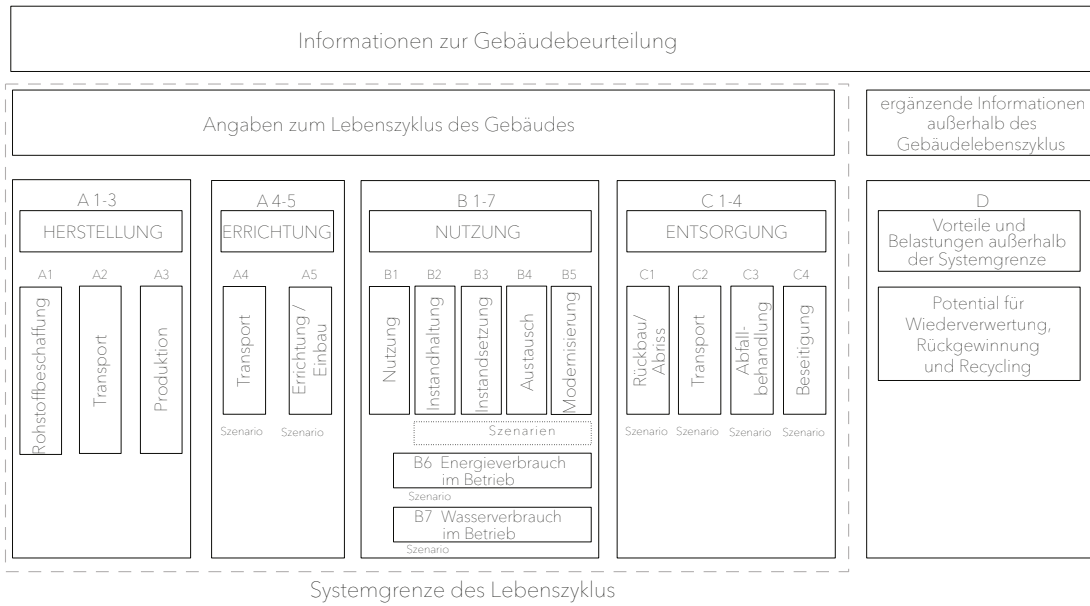 Informationen zur Gebäudebeurteilung
Angaben zum Lebenszyklus des Gebäudes
ergänzende Informationen
außerhalb des
Gebäudelebenszyklus
A 1-3
HERSTELLUNG
A1
A2
A3
Rohstoffbeschaffung
Transport
Produktion
A 4-5
ERRICHTUNG
A4
A5
Transport
Errichtung /
Einbau
Szenario
Szenario
B 1-7
NUTZUNG
B1
B2
B3
B4
B5
Nutzung
Instandhaltung
Instandsetzung
Austausch
Modernisierung
Szenarien
B6 Energieverbrauch
im Betrieb
Szenario
B7 Wasserverbrauch
im Betrieb
Szenario
C 1-4
ENTSORGUNG
C1
C2
C3
C4
Rückbau/
Abriss
Transport
Abfall-
behandlung
Beseitigung
Szenario
Szenario
Szenario
Szenario
D
Vorteile und
Belastungen außerhalb
der Systemgrenze
Potential für
Wiederverwertung,
Rückgewinnung
und Recycling
Systemgrenze des Lebenszyklus